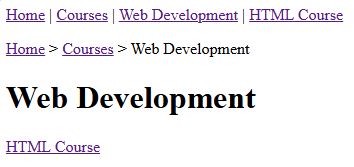 Home | Courses | Web Development | HTML Course
Home > Courses > Web Development
Web Development
HTML Course